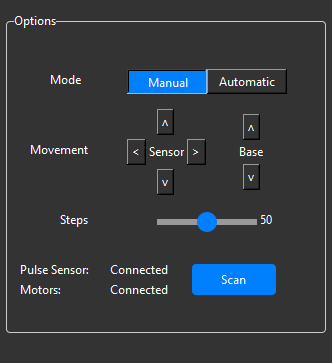 Options
Mode Manual Automatic
^ ^
Movement < Sensor > Base
v v
Steps 50
Pulse Sensor: Connected
Motors: Connected
Scan